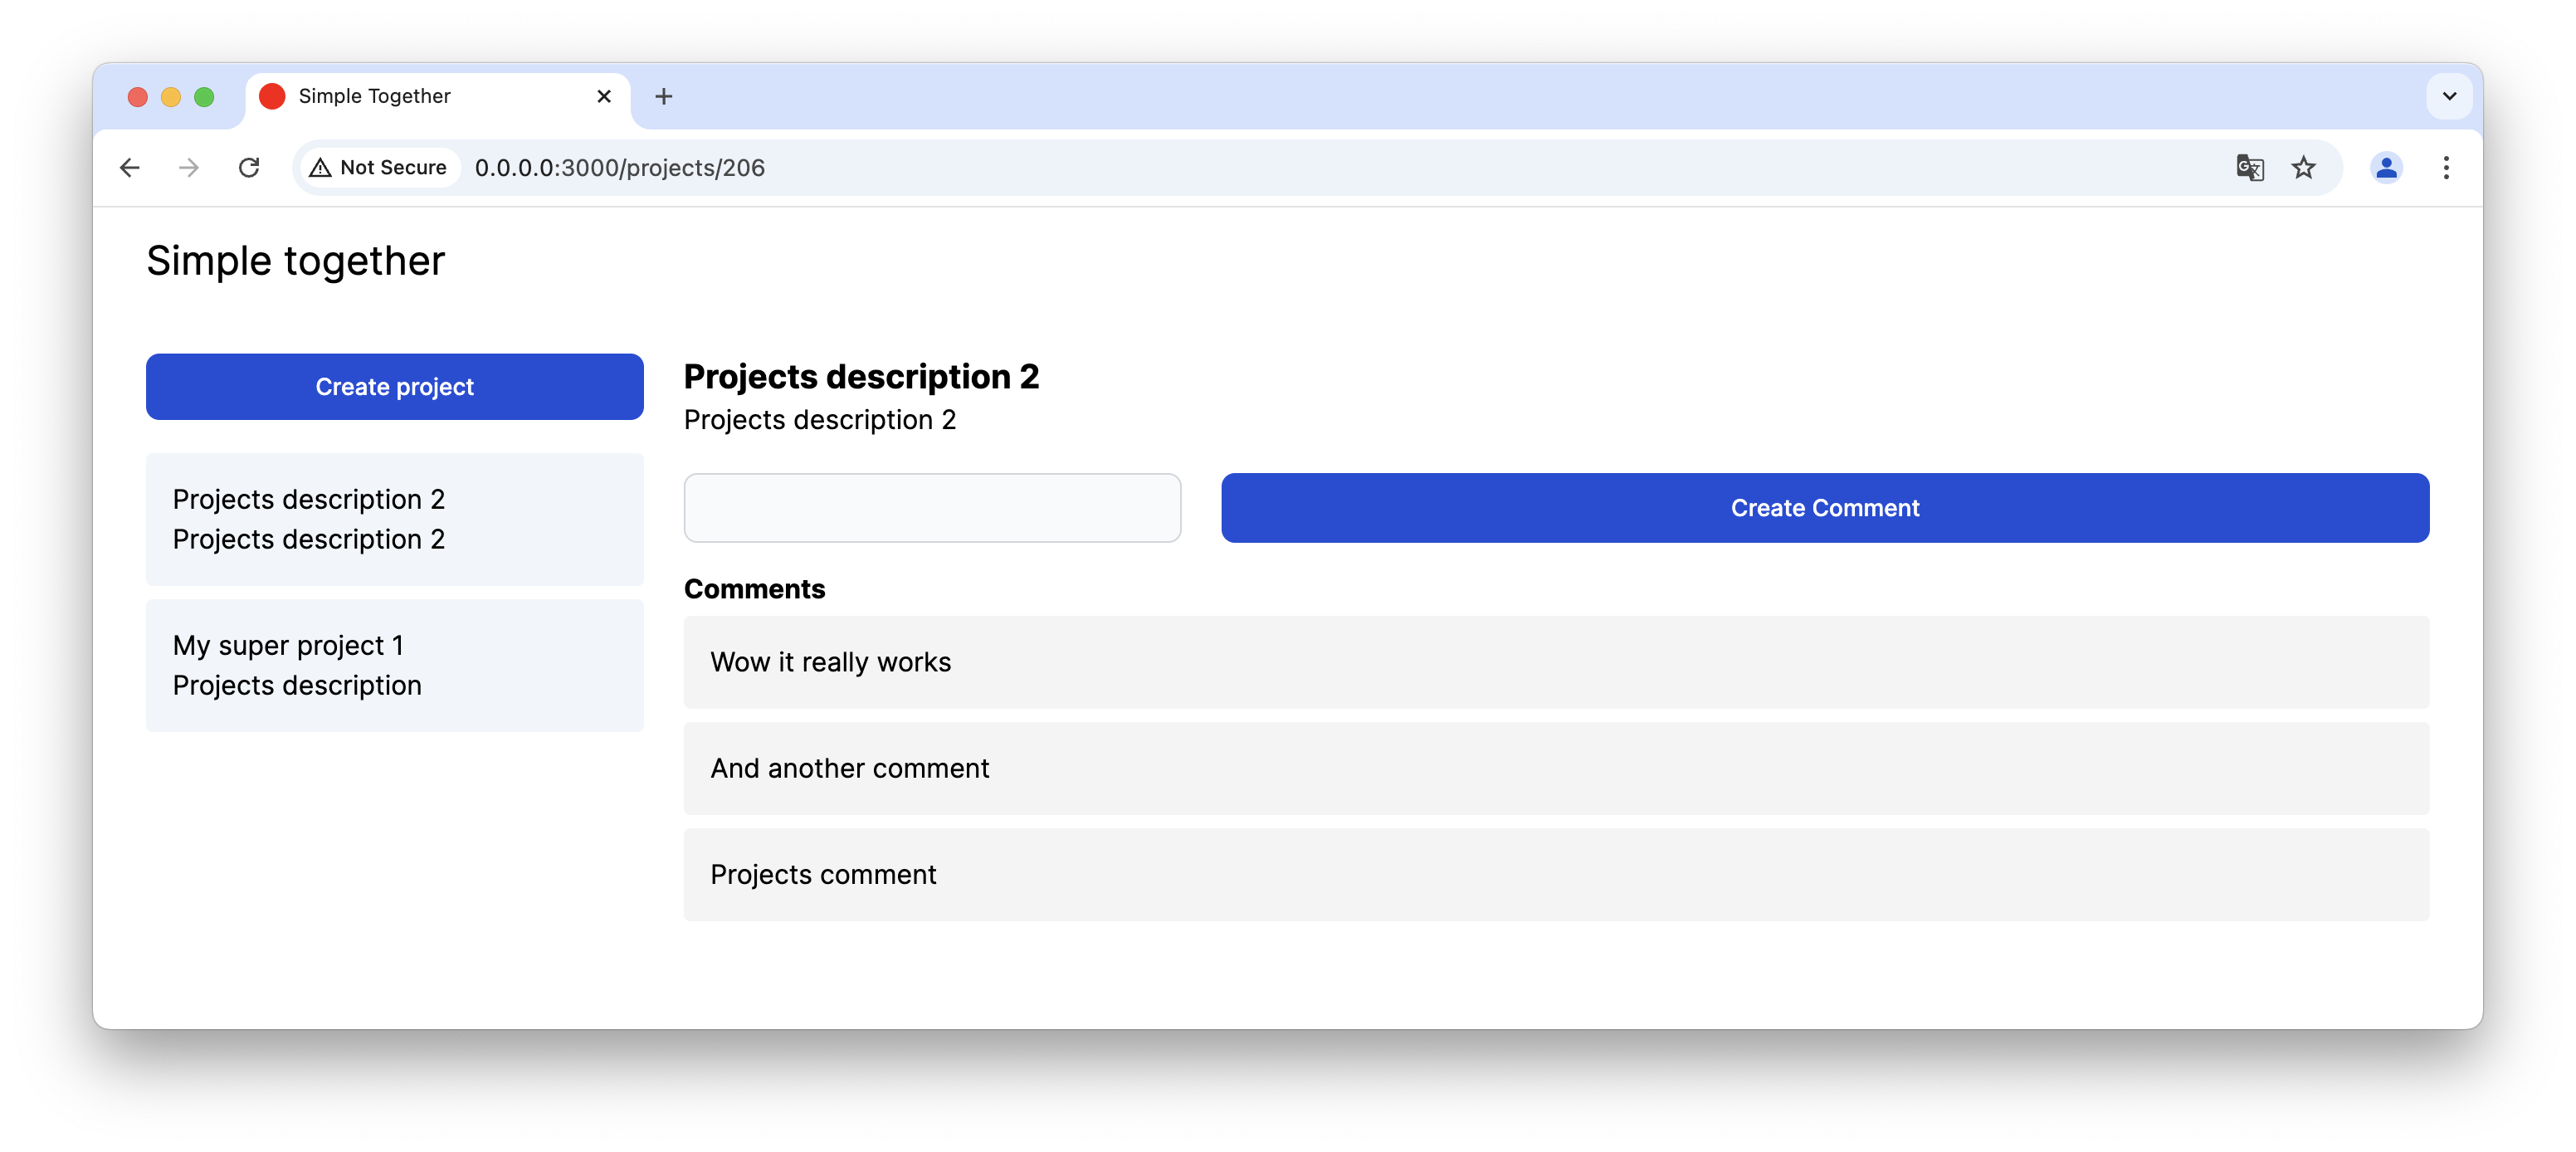 Simple Together
Not Secure
0.0.0.0:3000/projects/206
Simple together
Create project
Projects description 2
Projects description 2
My super project 1
Projects description
Projects description 2
Projects description 2
Create Comment
Comments
Wow it really works
And another comment
Projects comment